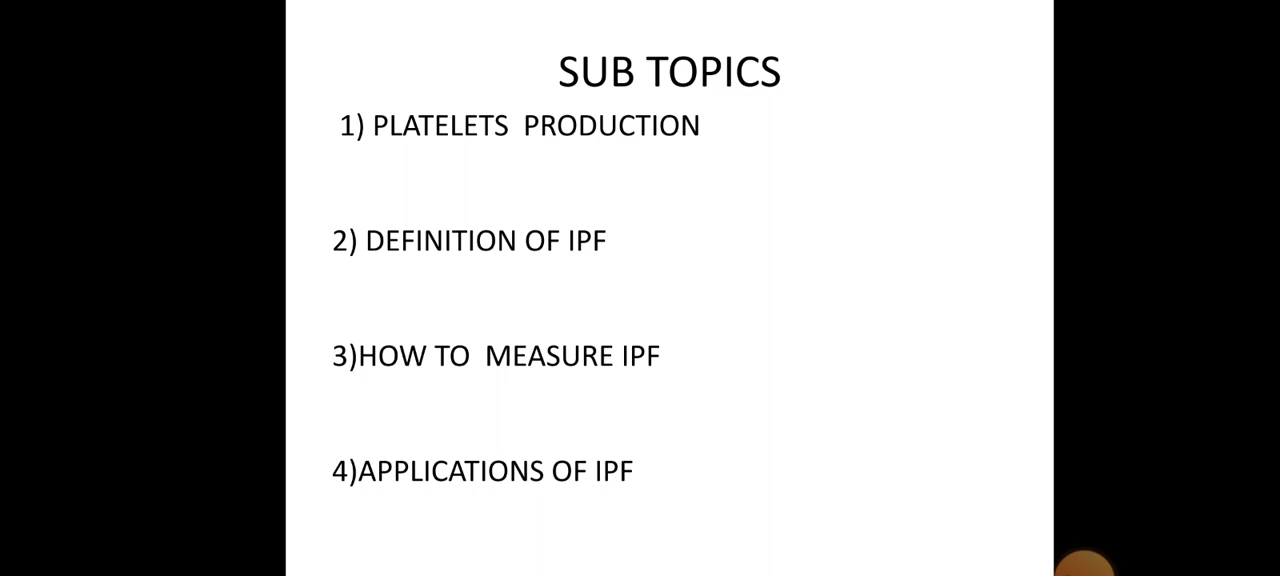 SUB TOPICS
1) PLATELETS  PRODUCTION
2) DEFINITION OF IPF
3)HOW TO  MEASURE IPF
4)APPLICATIONS OF IPF